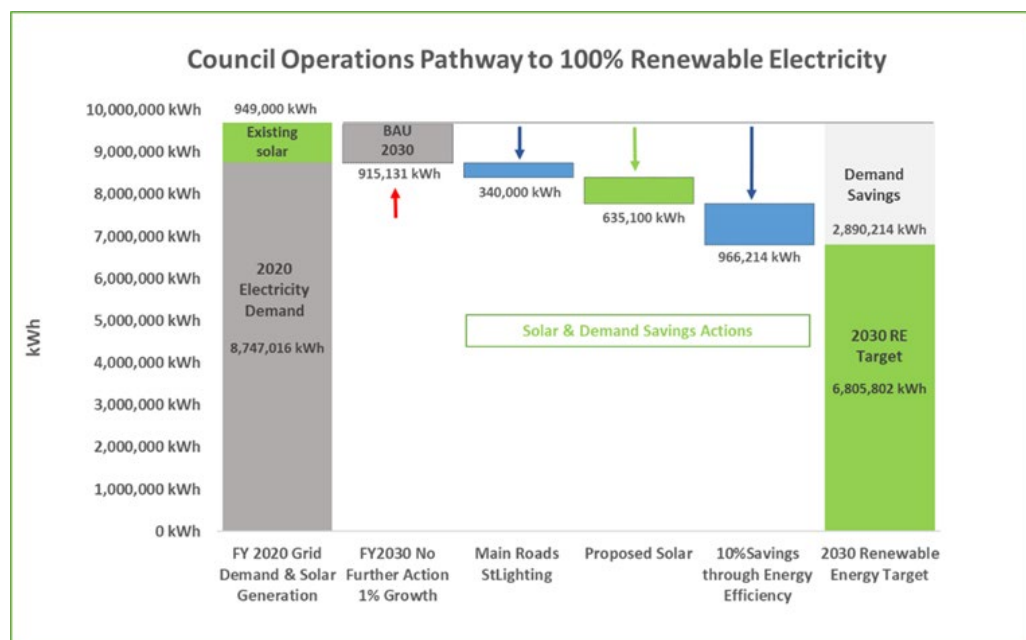 Council Operations Pathway to 100% Renewable Electricity
kWh
10,000,000 kWh
9,000,000 kWh
8,000,000 kWh
7,000,000 kWh
6,000,000 kWh
5,000,000 kWh
4,000,000 kWh
3,000,000 kWh
2,000,000 kWh
1,000,000 kWh
0 kWh
949,000 kWh
Existing
solar
2020
Electricity
Demand
8,747,016 kWh
BAU
2030
915,131 kWh
340,000 kWh
635,100 kWh
966,214 kWh
Demand
Savings
2,890,214 kWh
Solar & Demand Savings Actions
2030 RE
Target
6,805,802 kWh
FY 2020 Grid
Demand & Solar
Generation
FY2030 No
Further Action
1% Growth
Main Roads
StLighting
Proposed Solar
10%Savings
through Energy
Efficiency
2030 Renewable
Energy Target